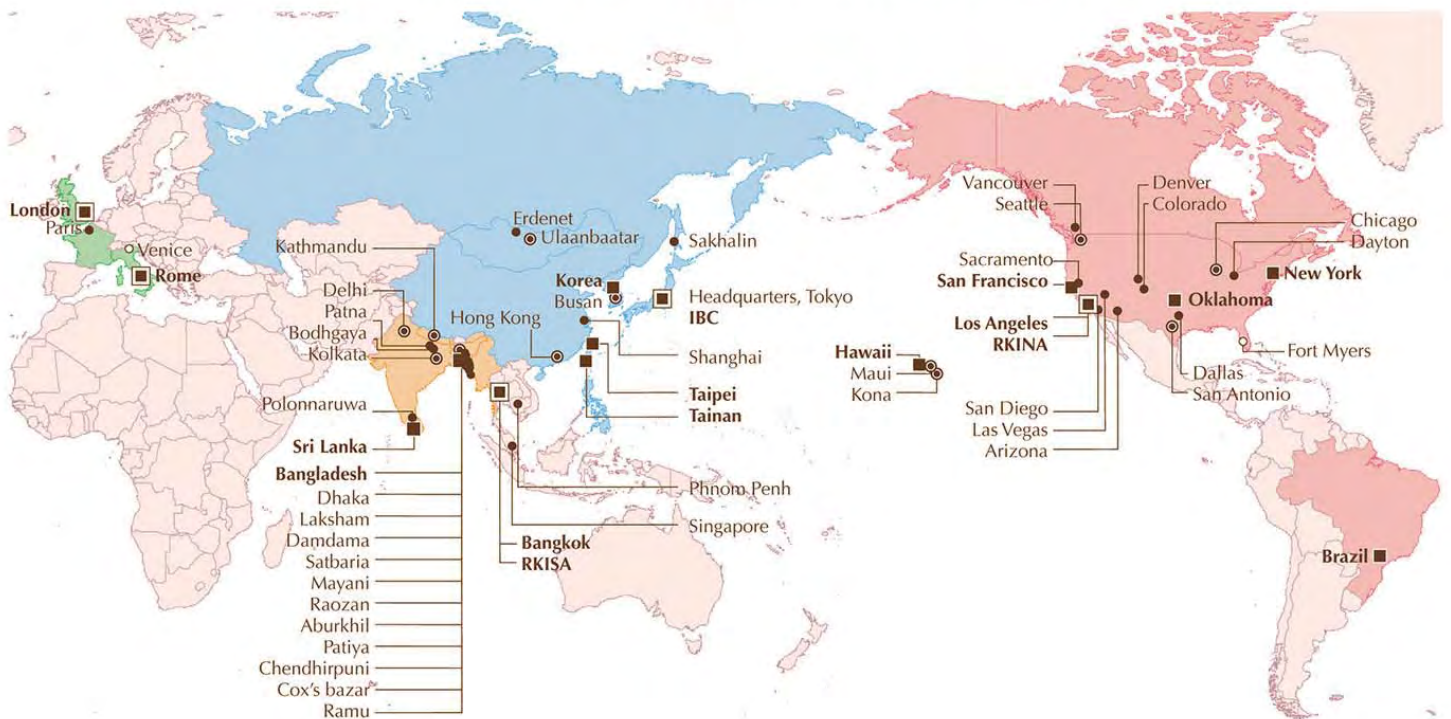 London
Paris
Venice
Rome
Kathmandu
Delhi
Patna
Bodhgaya
Kolkata
Polonnaruwa
Sri Lanka
Bangladesh
Dhaka
Laksham
Damdama
Satbaria
Mayani
Raozan
Aburkhil
Patiya
Chendhirpuni
Cox's bazar
Ramu
Erdenet
Ulaanbaatar
Sakhalin
Korea
Busan
Headquarters, Tokyo
IBC
Hong Kong
Shanghai
Taipei
Tainan
Phnom Penh
Singapore
Bangkok
RKISA
Hawaii
Maui
Kona
Vancouver
Seattle
Denver
Colorado
Chicago
Dayton
Sacramento
San Francisco
New York
Oklahoma
Los Angeles
RKINA
Fort Myers
Dallas
San Antonio
San Diego
Las Vegas
Arizona
Brazil